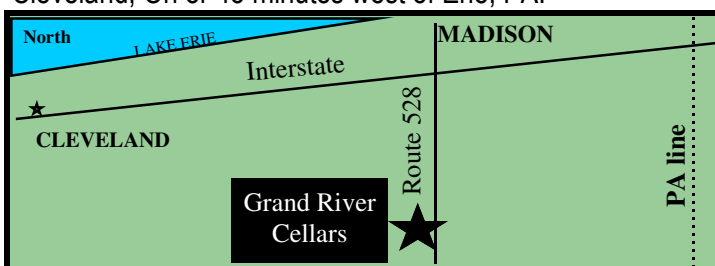 Cleveland, Oh or 45 minutes west of Erie, PA.
North
LAKE ERIE
MADISON
Interstate
CLEVELAND
Route 528
PA line
Grand River
Cellars